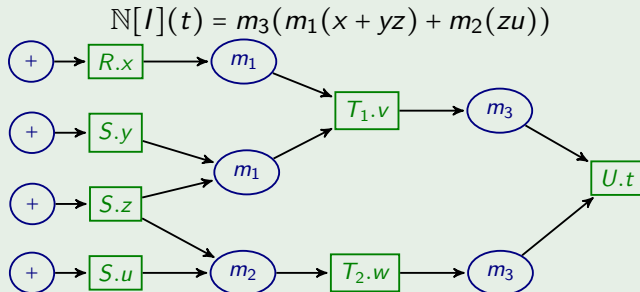 ℕ[I](t) = m₃(m₁(x + yz) + m₂(zu))
+ R.x m₁
T₁.v m₃
+ S.y
m₁
U.t
+ S.z
+ S.u m₂ T₂.w m₃